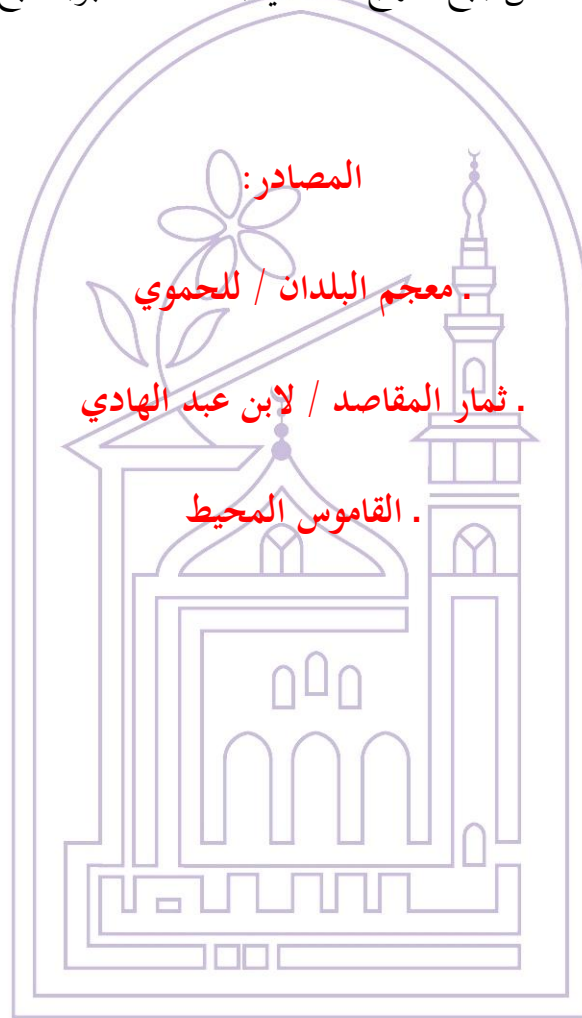 المصادر:
. معجم البلدان / للحموي
. ثمار المقاصد / لابن عبد الهادي
. القاموس المحيط